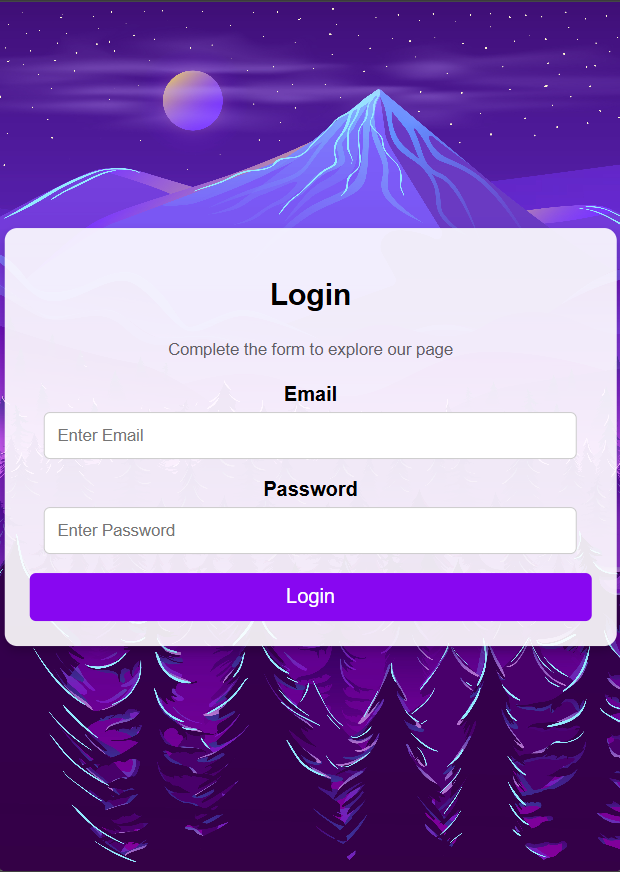 Login
Complete the form to explore our page
Email
Enter Email
Password
Enter Password
Login